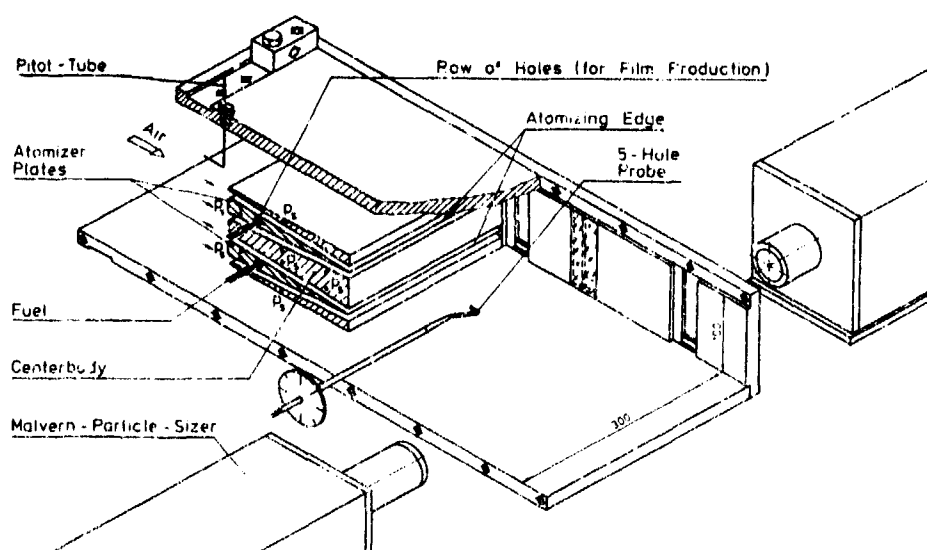 Pitot - Tube
Row of Holes (for Film Production)
Air
Atomizing Edge
Atomizer
Plates
5 - Hole
Probe
Fuel
Centerbody
Malvern - Particle - Sizer
300